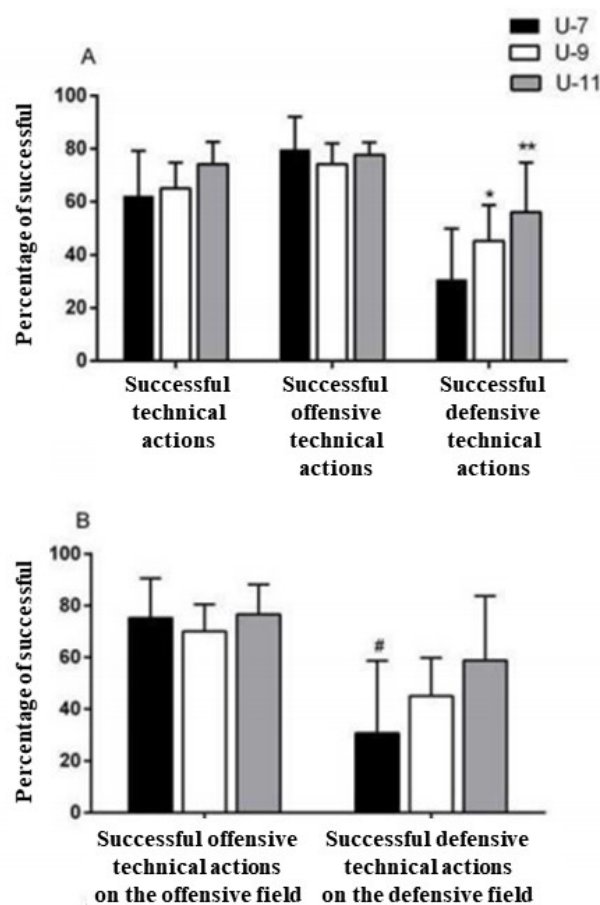 U-7
U-9
U-11
A
Percentage of successful
100
80
60
40
20
0
*
**
Successful
technical
actions
Successful
offensive
technical
actions
Successful
defensive
technical
actions
B
Percentage of successful
100
80
60
40
20
0
#
Successful offensive
technical actions
on the offensive field
Successful defensive
technical actions
on the defensive field